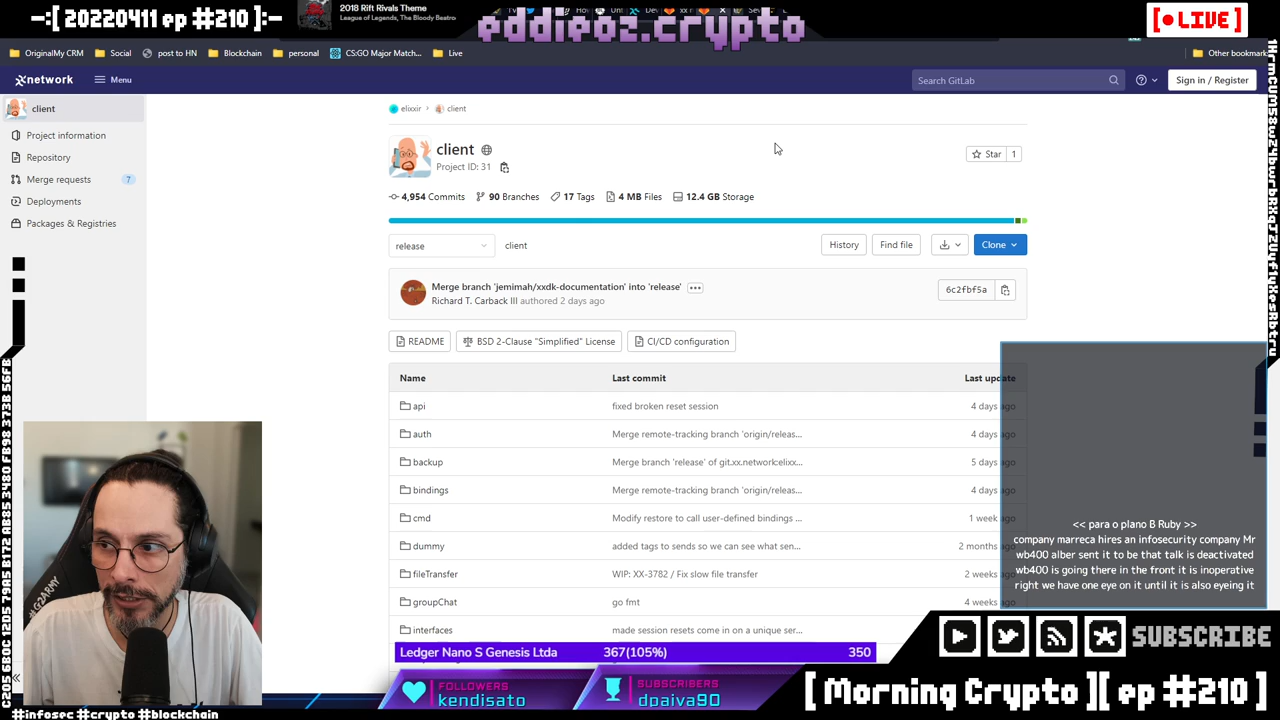 -:[ 20220411 ep #210 ]:-
2018 Rift Rivals Theme
League of Legends, The Bloody Beetro
eddieoz.crypto
[ • LIVE ]
OriginalMy CRM
Social
post to HN
Blockchain
personal
CS:GO Major Match...
Live
Other bookmark
network
Menu
Search GitLab
Sign in / Register
client
Project information
Repository
Merge requests
7
Deployments
Packages & Registries
elixxir > client
client
Project ID: 31
Star 1
4,954 Commits
90 Branches
17 Tags
4 MB Files
12.4 GB Storage
release
client
History
Find file
Clone
Merge branch 'jemimah/xxdk-documentation' into 'release'
Richard T. Carback III authored 2 days ago
6c2fbf5a
README
BSD 2-Clause "Simplified" License
CI/CD configuration
Name Last commit Last update
api fixed broken reset session 4 days ago
auth Merge remote-tracking branch 'origin/releas... 4 days ago
backup Merge branch 'release' of git.xx.network:elixx... 5 days ago
bindings Merge remote-tracking branch 'origin/releas... 4 days ago
cmd Modify restore to call user-defined bindings ... 1 week ago
dummy added tags to sends so we can see what sen... 2 months ago
fileTransfer WIP: XX-3782 / Fix slow file transfer 2 weeks ago
groupChat go fmt 4 weeks ago
interfaces made session resets come in on a unique ser...
<< para o plano B Ruby >>
company marreca hires an infosecurity company Mr
wb400 alber sent it to be that talk is deactivated
wb400 is going there in the front it is inoperative
right we have one eye on it until it is also eyeing it
Ledger Nano S Genesis Ltda 367(105%) 350
FOLLOWERS
kendisato
SUBSCRIBERS
dpaiva90
SUBSCRIBE
[ Morning Crypto ][ ep #210 ]
#infosec #crypto #blockchain